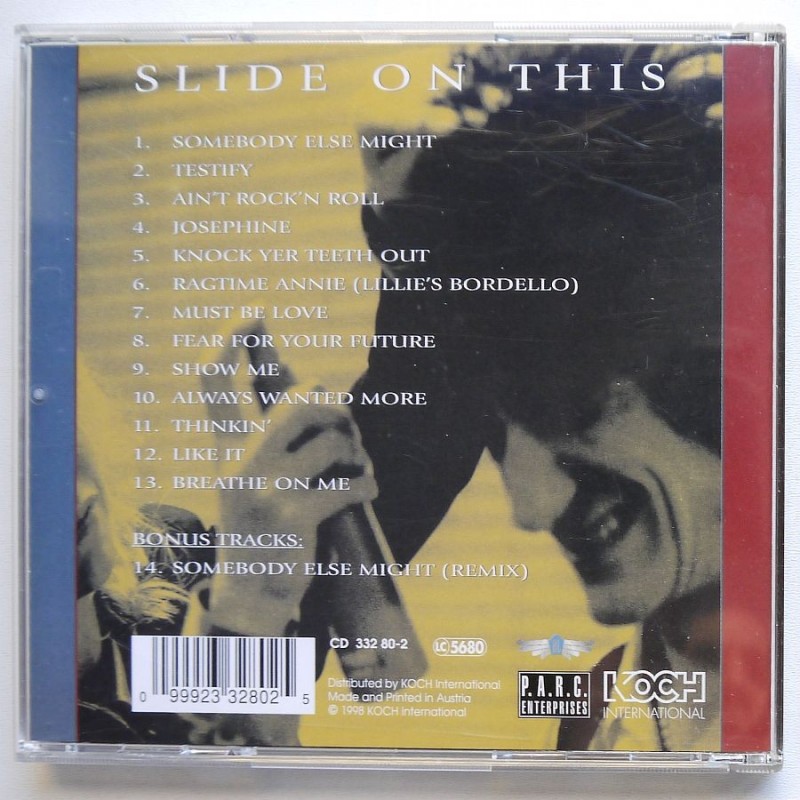 SLIDE ON THIS
1. SOMEBODY ELSE MIGHT
2. TESTIFY
3. AIN'T ROCK'N ROLL
4. JOSEPHINE
5. KNOCK YER TEETH OUT
6. RAGTIME ANNIE (LILLIE'S BORDELLO)
7. MUST BE LOVE
8. FEAR FOR YOUR FUTURE
9. SHOW ME
10. ALWAYS WANTED MORE
11. THINKIN'
12. LIKE IT
13. BREATHE ON ME
BONUS TRACKS:
14. SOMEBODY ELSE MIGHT (REMIX)
0 99923 32802 5
CD 332 80-2
LC 5680
Distributed by KOCH International
Made and Printed in Austria
© 1998 KOCH International
P.A.R.C.
ENTERPRISES
KOCH
INTERNATIONAL